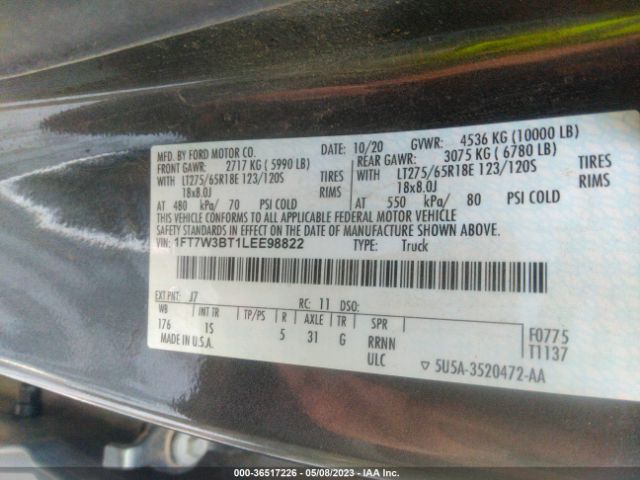 MFD. BY FORD MOTOR CO.
DATE: 10/20 GVWR: 4536 KG (10000 LB)
FRONT GAWR: 2717 KG ( 5990 LB)
REAR GAWR: 3075 KG ( 6780 LB)
WITH LT275/65R18E 123/120S TIRES
WITH LT275/65R18E 123/120S TIRES
18x8.0J RIMS
18x8.0J RIMS
AT 480 kPa/ 70 PSI COLD
AT 550 kPa/ 80 PSI COLD
THIS VEHICLE CONFORMS TO ALL APPLICABLE FEDERAL MOTOR VEHICLE
SAFETY STANDARDS IN EFFECT ON THE DATE OF MANUFACTURE SHOWN ABOVE.
VIN: 1FT7W3BT1LEE98822 TYPE: Truck
EXT PNT: J7 RC: 11 DSO:
WB INT TR TP/PS R AXLE TR SPR
176 1S 5 31 G RRNN
F0775
MADE IN U.S.A. ULC
T1137
5U5A-3520472-AA
000-36517226 - 05/08/2023 - IAA Inc.